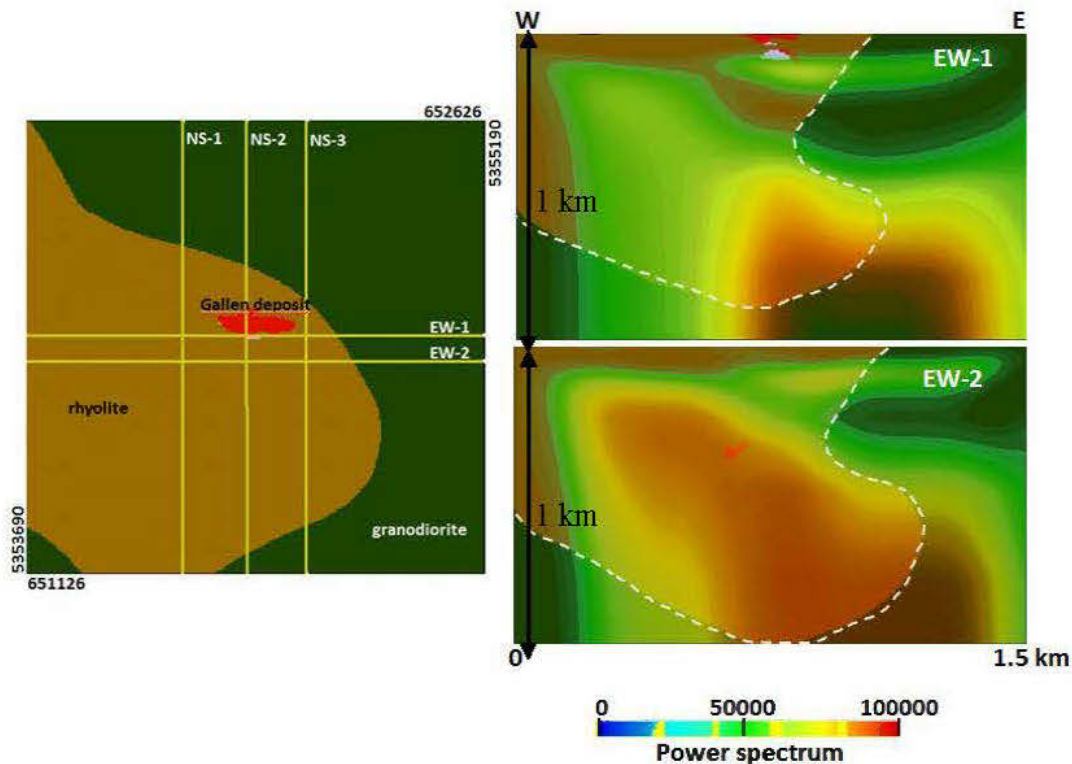 652626
5355190
NS-1
NS-2
NS-3
Gallen deposit
EW-1
EW-2
rhyolite
granodiorite
5353690
651126
W
E
EW-1
1 km
EW-2
1 km
0
1.5 km
0
50000
100000
Power spectrum